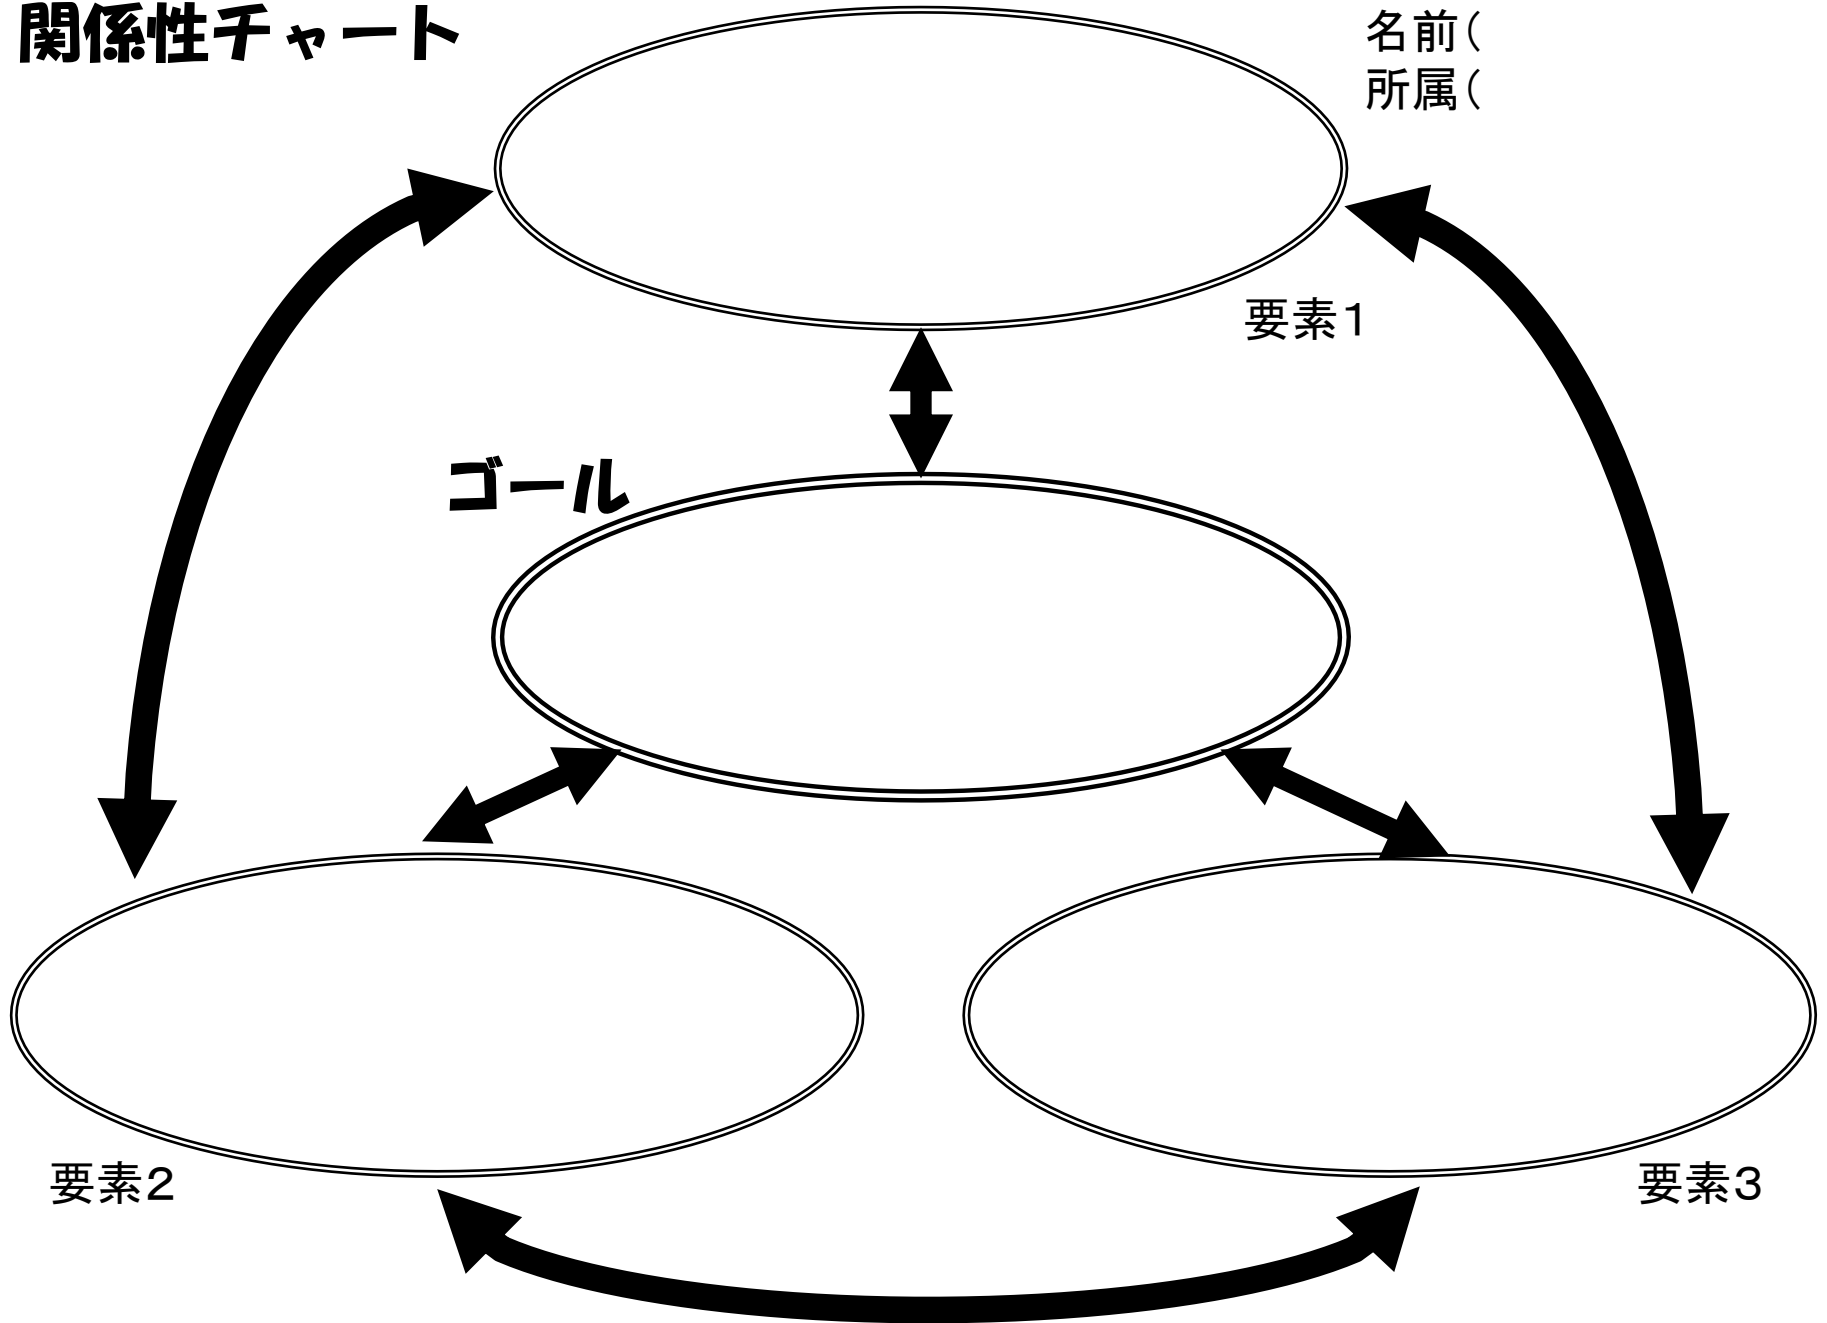 関係性チャート
名前（
所属（
要素１
ゴール
要素２
要素３